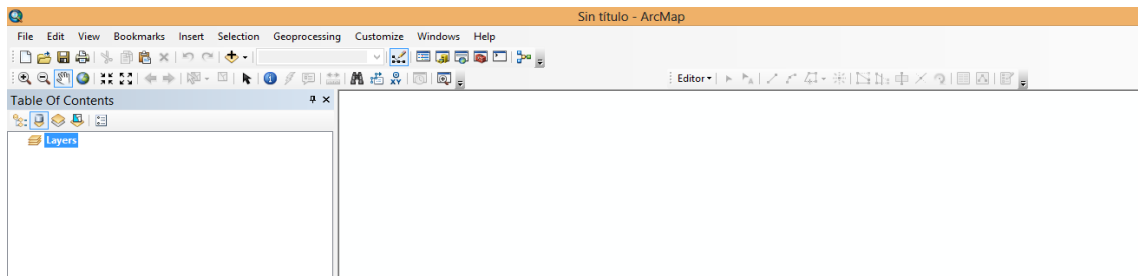 Sin título - ArcMap
File Edit View Bookmarks Insert Selection Geoprocessing Customize Windows Help
Editor
Table Of Contents
Layers